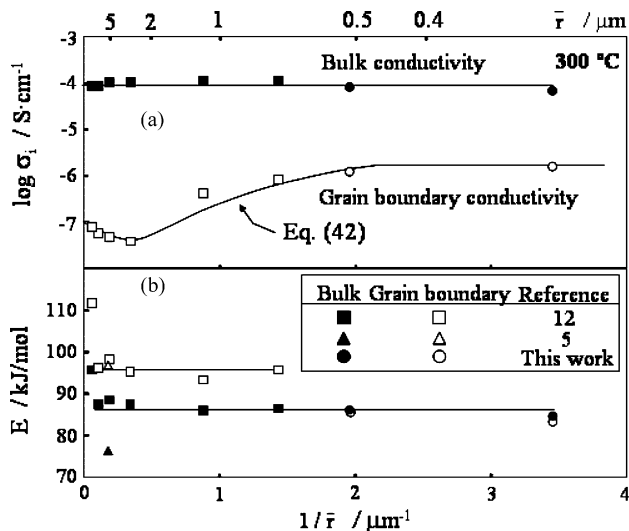 5 2 1 0.5 0.4 r̅ / μm
-3
Bulk conductivity 300 °C
-4
log σi / S·cm-1
-5
(a)
-6
Grain boundary conductivity
-7
Eq. (42)
(b)
Bulk Grain boundary Reference
■ □ 12
▲ △ 5
● ○ This work
E / kJ/mol
110
100
90
80
70
0 1 2 3 4
1/ r̅ / μm-1